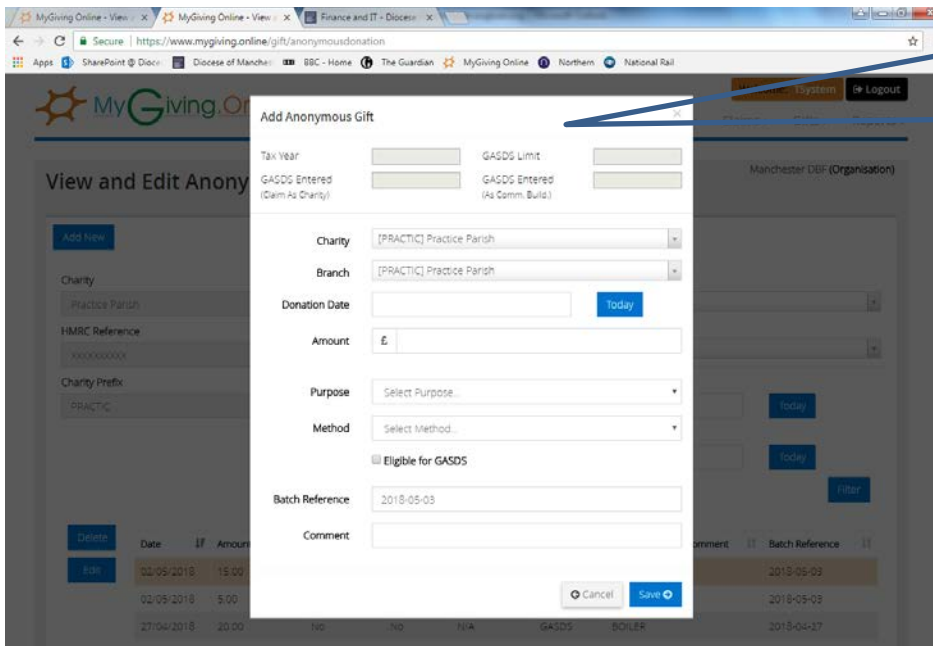 MyGiving Online - View MyGiving Online - View Finance and IT - Diocese
Secure https://www.mygiving.online/gift/anonymousdonation
Apps SharePoint @ Dioce Diocese of Manches BBC - Home The Guardian MyGiving Online Northern National Rail
MyGiving.Or TSystem Logout
Add Anonymous Gift
Tax Year GASDS Limit
GASDS Entered GASDS Entered
(Claim As Charity) (As Comm. Build.)
View and Edit Anony Manchester DBF (Organisation)
Add New
Charity [PRACTIC] Practice Parish
Branch [PRACTIC] Practice Parish
Charity
Practice Parish
Donation Date Today
HMRC Reference
XXXXXXXXXX
Amount £
Charity Prefix
PRACTIC
Purpose Select Purpose..
Today
Method Select Method..
Eligible for GASDS
Today
Filter
Batch Reference 2018-05-03
Comment
Delete Date Amoun omment Batch Reference
Edit 02/05/2018 15.00 2018-05-03
Cancel Save
02/05/2018 5.00 2018-05-03
27/04/2018 20.00 No No N/A GASDS BOILER 2018-04-27